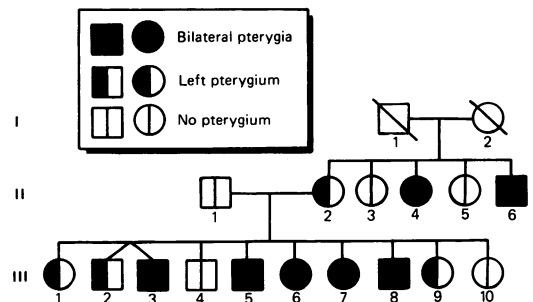 Bilateral pterygia
Left pterygium
No pterygium
I
1 2
II
1 2 3 4 5 6
III
1 2 3 4 5 6 7 8 9 10